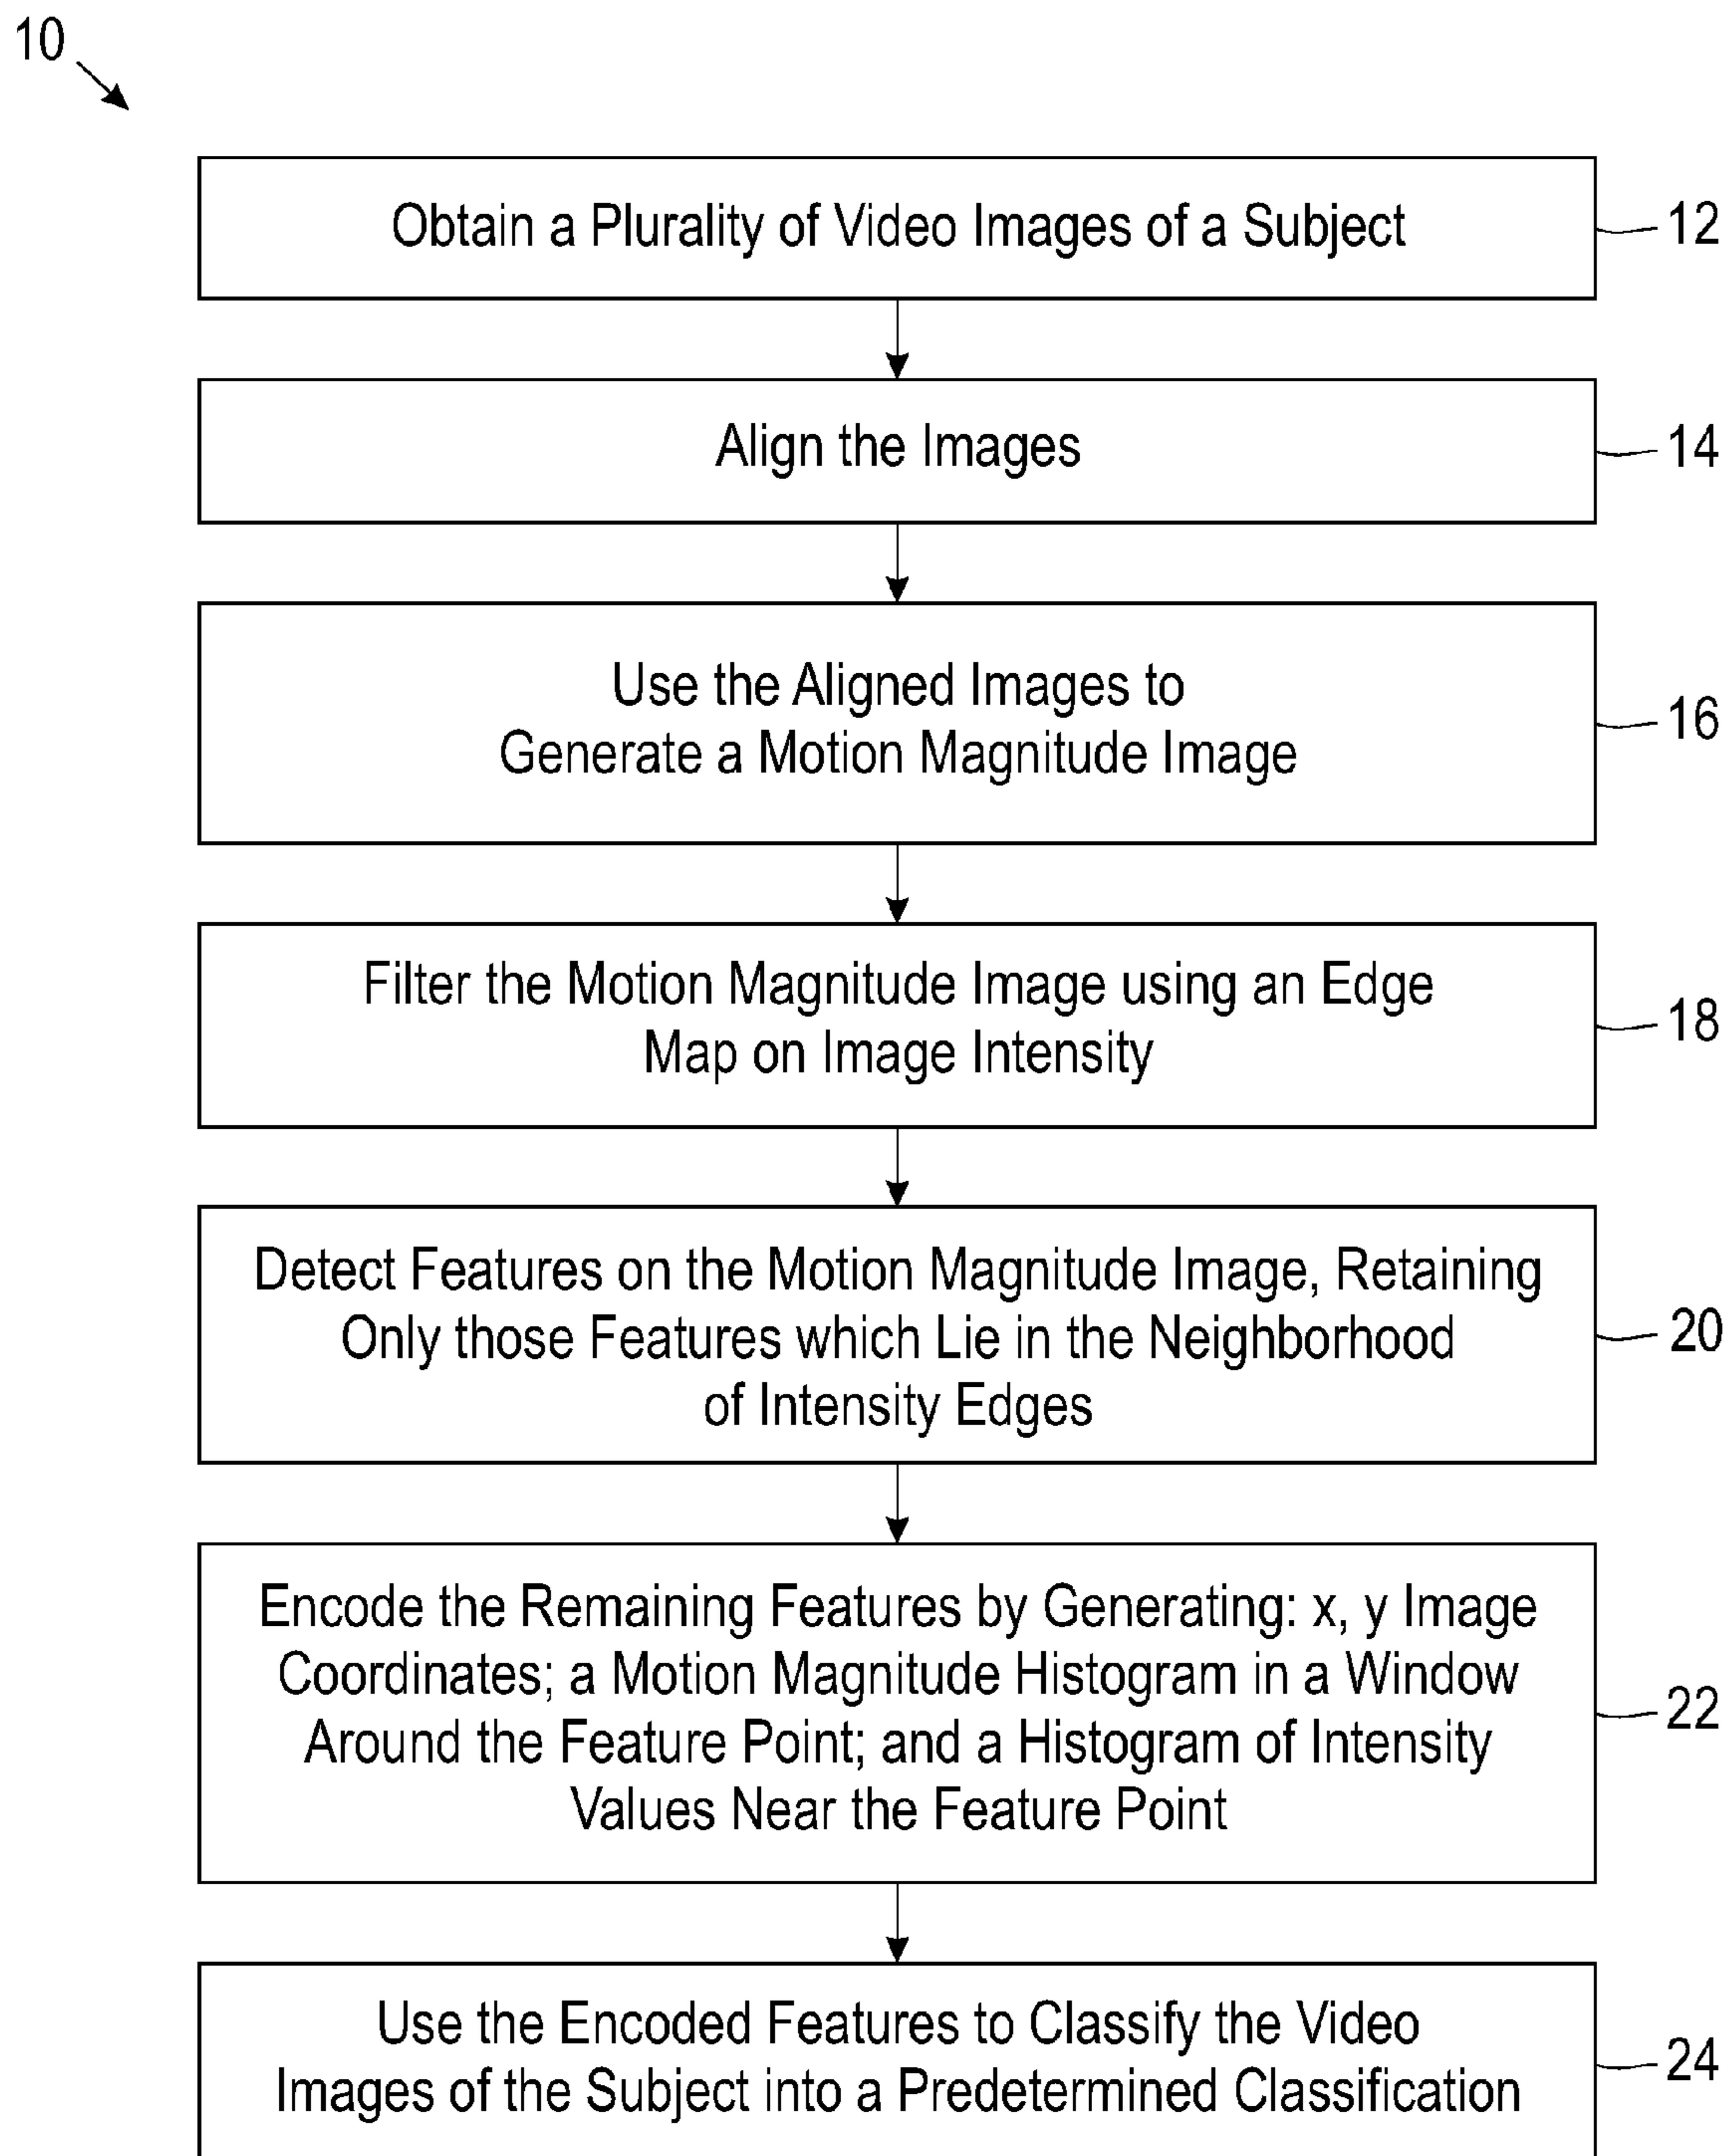 10
Obtain a Plurality of Video Images of a Subject
12
Align the Images
14
Use the Aligned Images to
Generate a Motion Magnitude Image
16
Filter the Motion Magnitude Image using an Edge
Map on Image Intensity
18
Detect Features on the Motion Magnitude Image, Retaining
Only those Features which Lie in the Neighborhood
of Intensity Edges
20
Encode the Remaining Features by Generating: x, y Image
Coordinates; a Motion Magnitude Histogram in a Window
Around the Feature Point; and a Histogram of Intensity
Values Near the Feature Point
22
Use the Encoded Features to Classify the Video
Images of the Subject into a Predetermined Classification
24